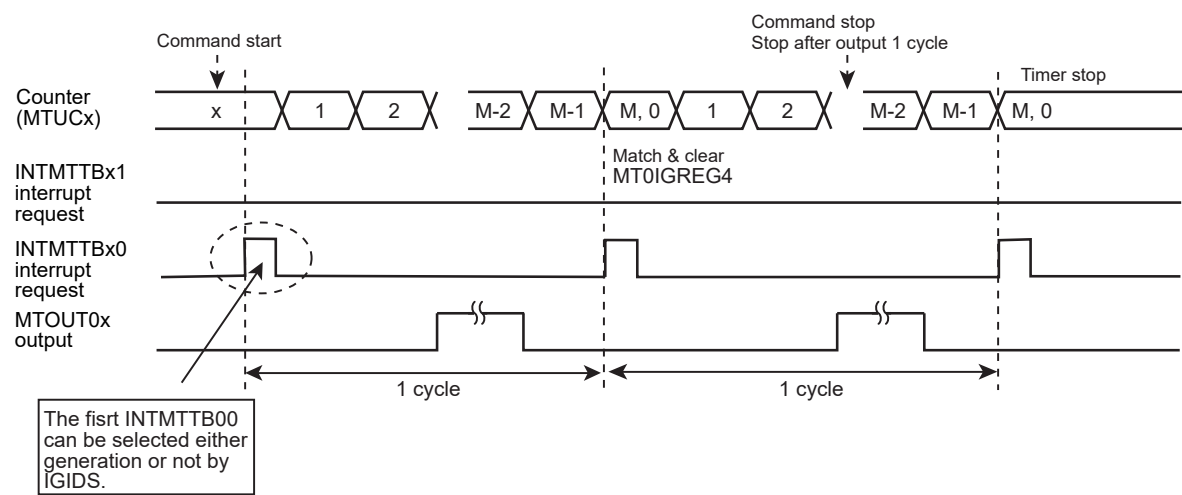 Command start
Command stop
Stop after output 1 cycle
Timer stop
Counter
(MTUCx)
x 1 2 M-2 M-1 M, 0 1 2 M-2 M-1 M, 0
Match & clear
MT0IGREG4
INTMTTBx1
interrupt
request
INTMTTBx0
interrupt
request
MTOUT0x
output
1 cycle 1 cycle
The fisrt INTMTTB00
can be selected either
generation or not by
IGIDS.